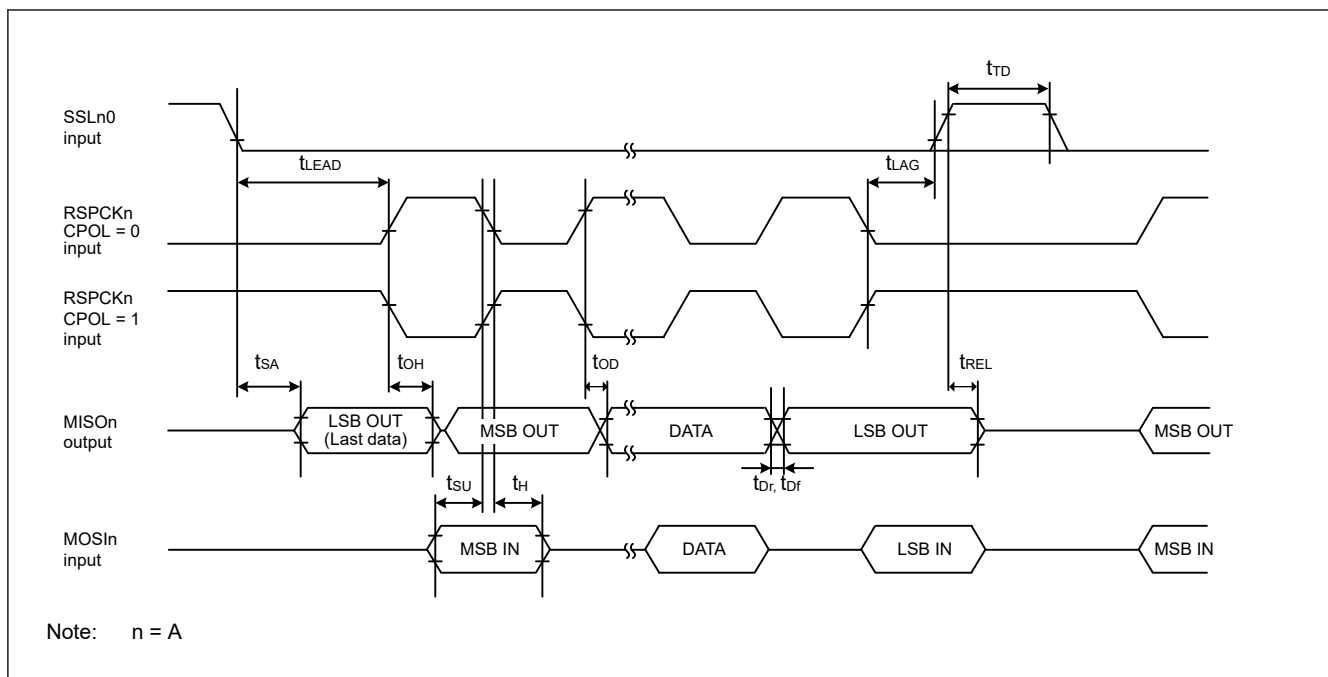 tTD
SSLn0
input
tLEAD
tLAG
RSPCKn
CPOL = 0
input
RSPCKn
CPOL = 1
input
tSA
tOH
tOD
tREL
MISOn
output
LSB OUT
(Last data)
MSB OUT
DATA
LSB OUT
MSB OUT
tSU
tH
tDr, tDf
MOSIn
input
MSB IN
DATA
LSB IN
MSB IN
Note: n = A